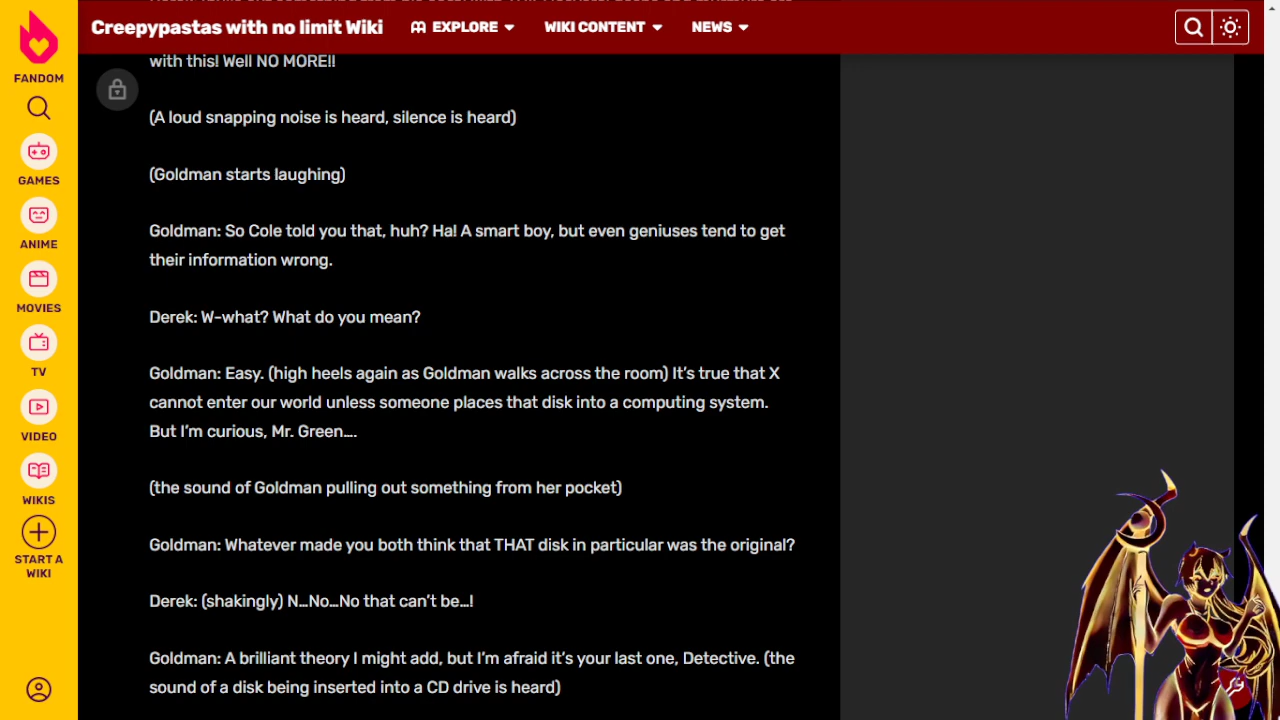 Creepypastas with no limit Wiki
EXPLORE
WIKI CONTENT
NEWS
FANDOM
GAMES
ANIME
MOVIES
TV
VIDEO
WIKIS
START A
WIKI
with this! Well NO MORE!!
(A loud snapping noise is heard, silence is heard)
(Goldman starts laughing)
Goldman: So Cole told you that, huh? Ha! A smart boy, but even geniuses tend to get
their information wrong.
Derek: W-what? What do you mean?
Goldman: Easy. (high heels again as Goldman walks across the room) It’s true that X
cannot enter our world unless someone places that disk into a computing system.
But I’m curious, Mr. Green….
(the sound of Goldman pulling out something from her pocket)
Goldman: Whatever made you both think that THAT disk in particular was the original?
Derek: (shakingly) N…No…No that can’t be…!
Goldman: A brilliant theory I might add, but I’m afraid it’s your last one, Detective. (the
sound of a disk being inserted into a CD drive is heard)